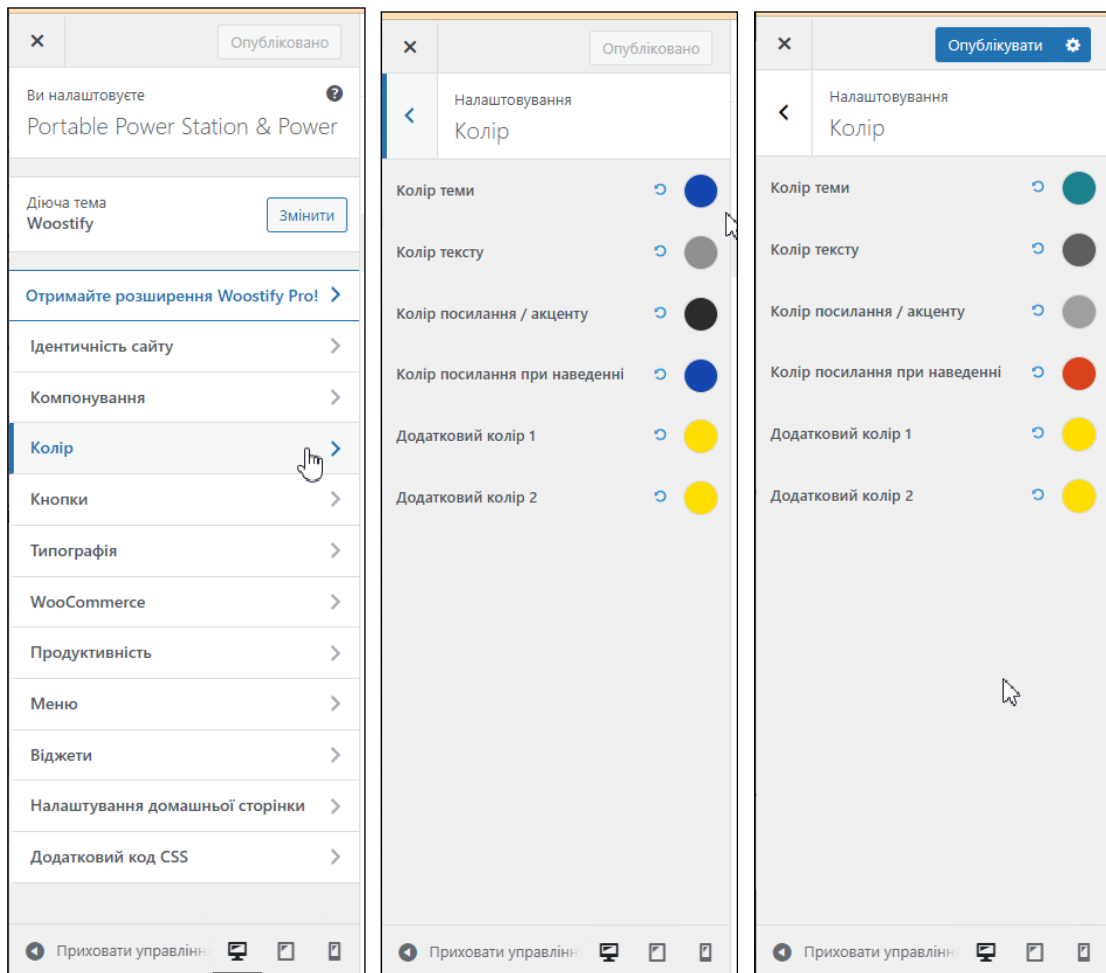 Опубліковано
Ви налаштовуєте
Portable Power Station & Power
Діюча тема
Woostify
Змінити
Отримайте розширення Woostify Pro!
Ідентичність сайту
Компонування
Колір
Кнопки
Типографія
WooCommerce
Продуктивність
Меню
Віджети
Налаштування домашньої сторінки
Додатковий код CSS
Приховати управлінн
Опубліковано
Налаштовування
Колір
Колір теми
Колір тексту
Колір посилання / акценту
Колір посилання при наведенні
Додатковий колір 1
Додатковий колір 2
Приховати управлінн
Опублікувати
Налаштовування
Колір
Колір теми
Колір тексту
Колір посилання / акценту
Колір посилання при наведенні
Додатковий колір 1
Додатковий колір 2
Приховати управлінн